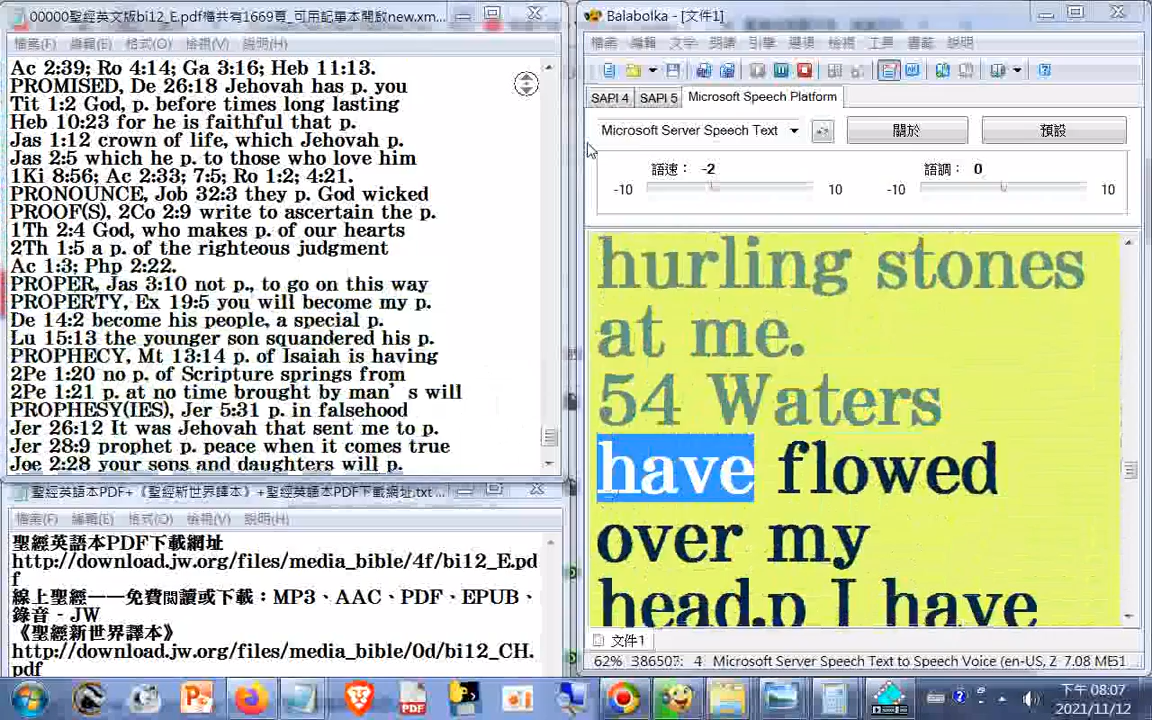 00000聖經英文版bi12_E.pdf檔共有1669頁_可用記事本開啟new.xm...
檔案(F) 編輯(E) 格式(O) 檢視(V) 說明(H)
Ac 2:39; Ro 4:14; Ga 3:16; Heb 11:13.
PROMISED, De 26:18 Jehovah has p. you
Tit 1:2 God, p. before times long lasting
Heb 10:23 for he is faithful that p.
Jas 1:12 crown of life, which Jehovah p.
Jas 2:5 which he p. to those who love him
1Ki 8:56; Ac 2:33; 7:5; Ro 1:2; 4:21.
PRONOUNCE, Job 32:3 they p. God wicked
PROOF(S), 2Co 2:9 write to ascertain the p.
1Th 2:4 God, who makes p. of our hearts
2Th 1:5 a p. of the righteous judgment
Ac 1:3; Php 2:22.
PROPER, Jas 3:10 not p., to go on this way
PROPERTY, Ex 19:5 you will become my p.
De 14:2 become his people, a special p.
Lu 15:13 the younger son squandered his p.
PROPHECY, Mt 13:14 p. of Isaiah is having
2Pe 1:20 no p. of Scripture springs from
2Pe 1:21 p. at no time brought by man’s will
PROPHESY(IES), Jer 5:31 p. in falsehood
Jer 26:12 It was Jehovah that sent me to p.
Jer 28:9 prophet p. peace when it comes true
Joe 2:28 your sons and daughters will p.
聖經英語本PDF+《聖經新世界譯本》+聖經英語本PDF下載網址.txt ...
檔案(F) 編輯(E) 格式(O) 檢視(V) 說明(H)
聖經英語本PDF下載網址
http://download.jw.org/files/media_bible/4f/bi12_E.pd
f
線上聖經——免費閱讀或下載：MP3、AAC、PDF、EPUB、
錄音 - JW
《聖經新世界譯本》
http://download.jw.org/files/media_bible/0d/bi12_CH.
pdf
Balabolka - [文件1]
檔案 編輯 文字 朗讀 引擎 選項 檢視 工具 書籤 說明
SAPI 4 SAPI 5 Microsoft Speech Platform
Microsoft Server Speech Text 關於 預設
語速： -2 語調： 0
-10 10 -10 10
hurling stones
at me.
54 Waters
have flowed
over my
head.p I have
文件1
62% 38650 4 Microsoft Server Speech Text to Speech Voice (en-US, Z 7.08 ME
下午 08:07
2021/11/12